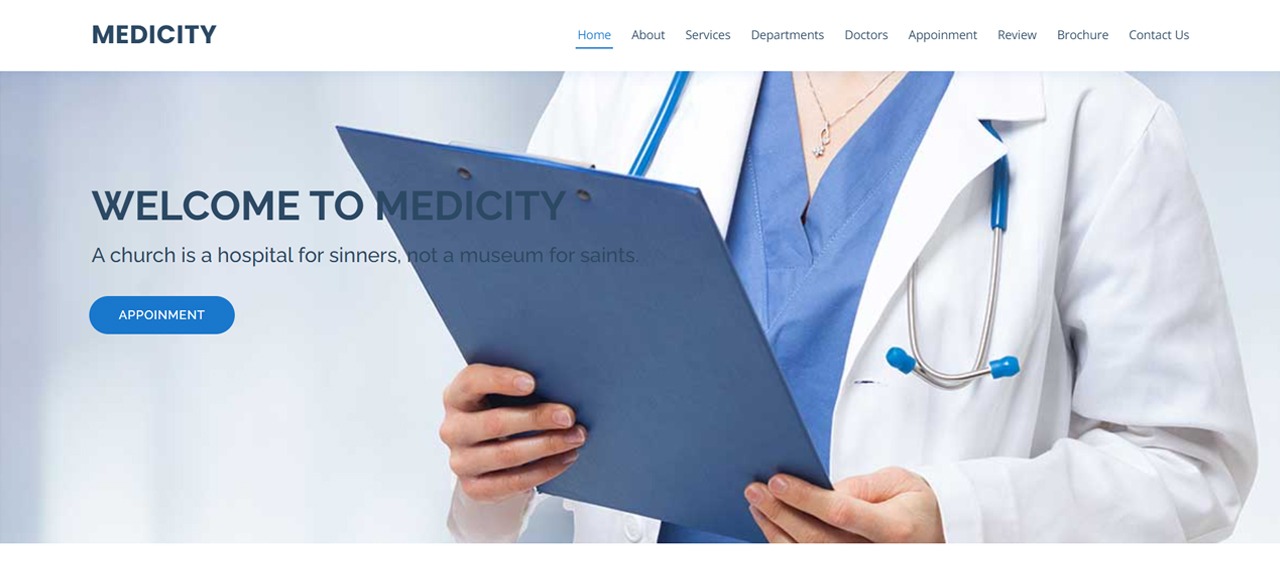 MEDICITY
Home About Services Departments Doctors Appoinment Review Brochure Contact Us
WELCOME TO MEDICITY
A church is a hospital for sinners, not a museum for saints.
APPOINMENT